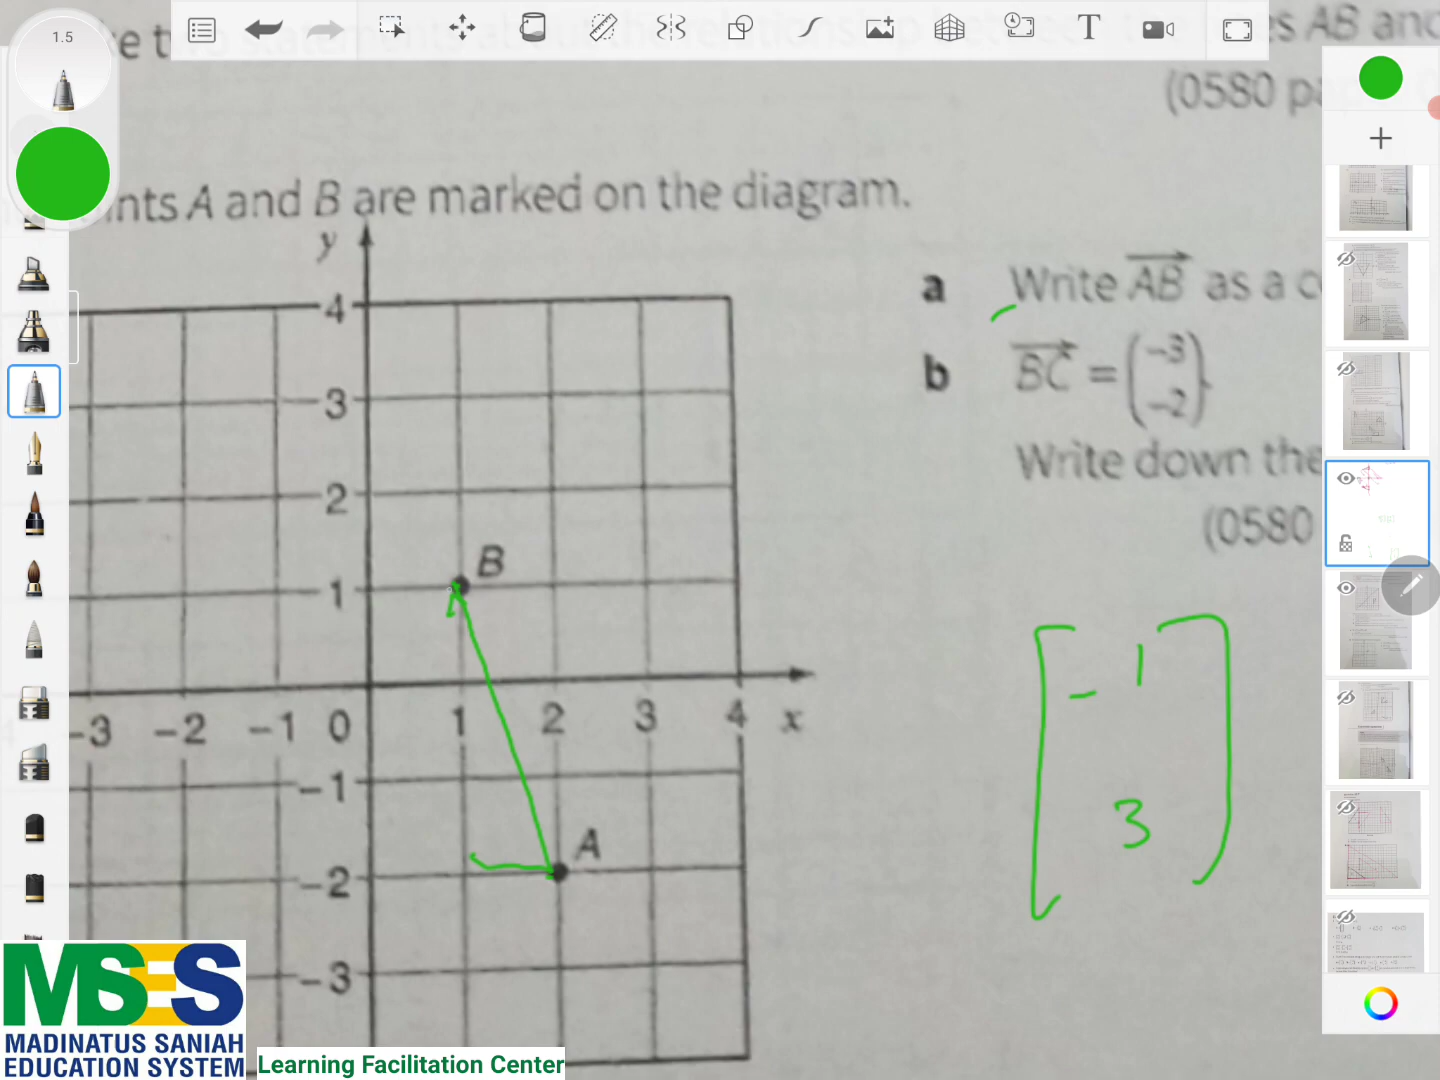 1.5
T
AB and
(0580
ints A and B are marked on the diagram.
y
4
3
2
1
B
-3 -2 -1 0 1 2 3 4 x
-1
A
-2
-3
a Write AB as a
b BC = (-3
-2).
Write down the
(0580
- 1
3
MSES
MADINATUS SANIAH
EDUCATION SYSTEM
Learning Facilitation Center